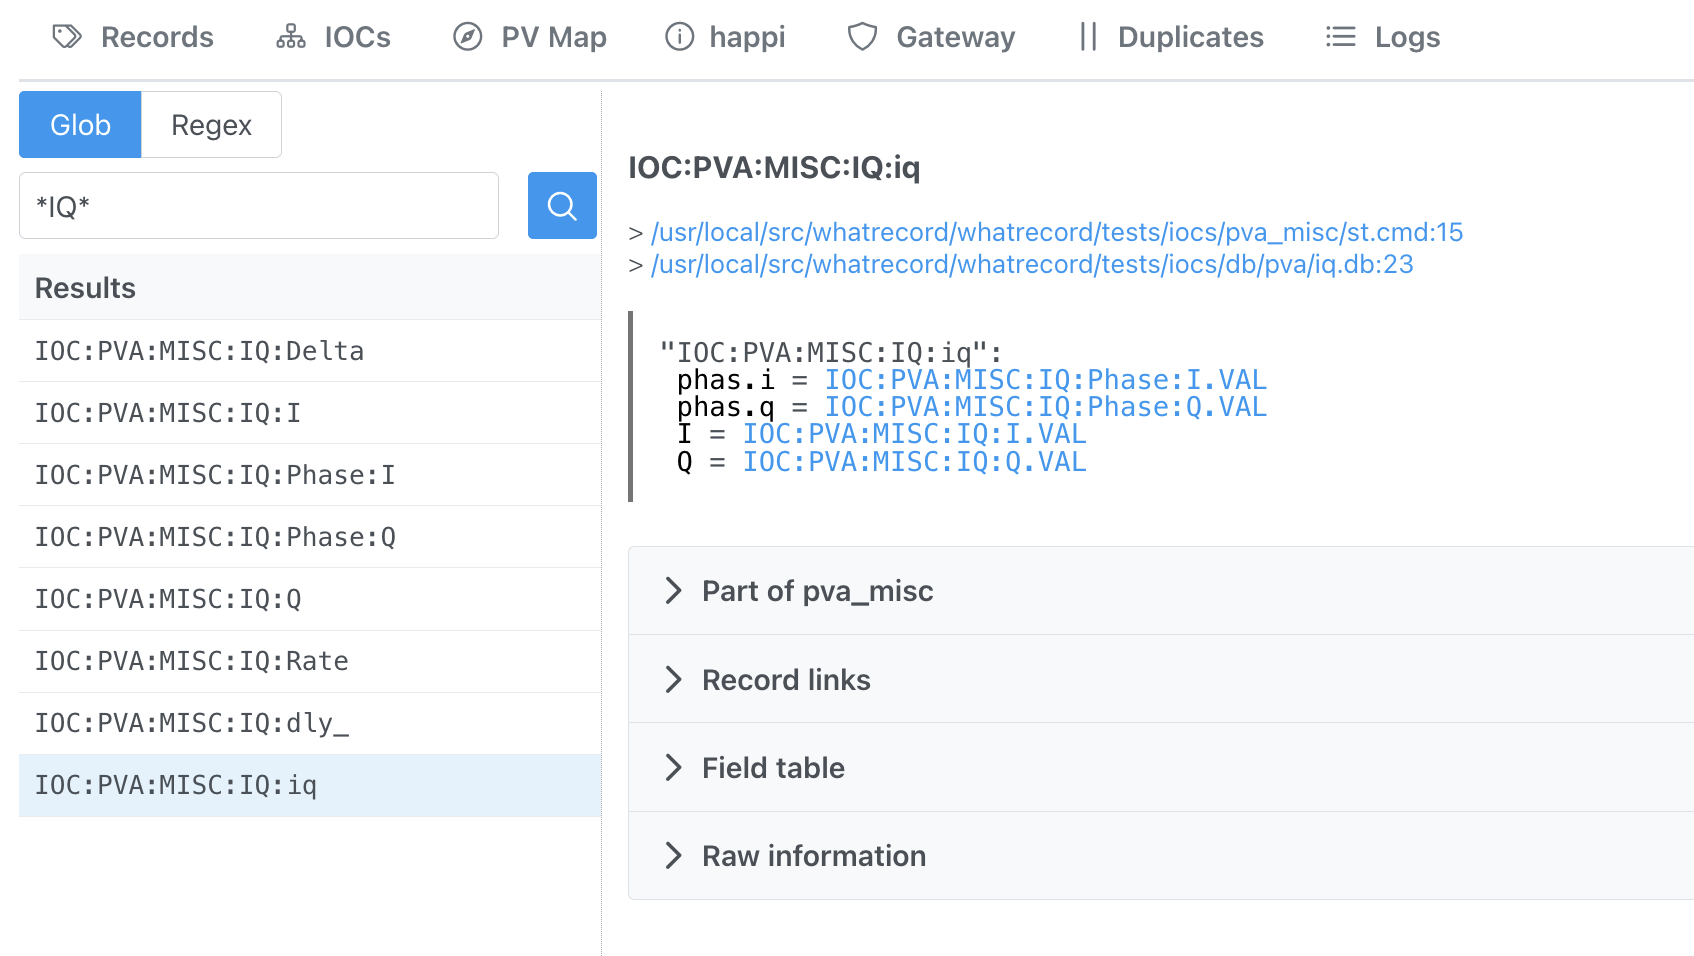 Records IOCs PV Map happi Gateway Duplicates Logs
Glob Regex
*IQ*
Results
IOC:PVA:MISC:IQ:Delta
IOC:PVA:MISC:IQ:I
IOC:PVA:MISC:IQ:Phase:I
IOC:PVA:MISC:IQ:Phase:Q
IOC:PVA:MISC:IQ:Q
IOC:PVA:MISC:IQ:Rate
IOC:PVA:MISC:IQ:dly_
IOC:PVA:MISC:IQ:iq
IOC:PVA:MISC:IQ:iq
> /usr/local/src/whatrecord/whatrecord/tests/iocs/pva_misc/st.cmd:15
> /usr/local/src/whatrecord/whatrecord/tests/iocs/db/pva/iq.db:23
"IOC:PVA:MISC:IQ:iq":
phas.i = IOC:PVA:MISC:IQ:Phase:I.VAL
phas.q = IOC:PVA:MISC:IQ:Phase:Q.VAL
I = IOC:PVA:MISC:IQ:I.VAL
Q = IOC:PVA:MISC:IQ:Q.VAL
Part of pva_misc
Record links
Field table
Raw information